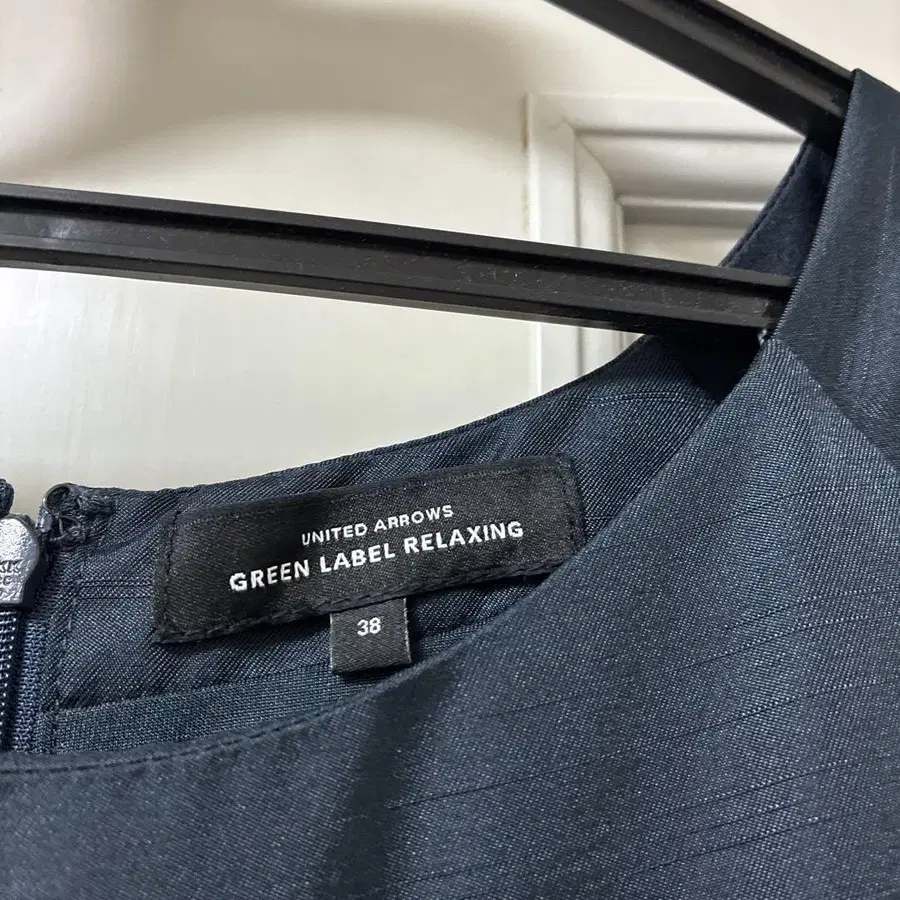 UNITED ARROWS
GREEN LABEL RELAXING
38